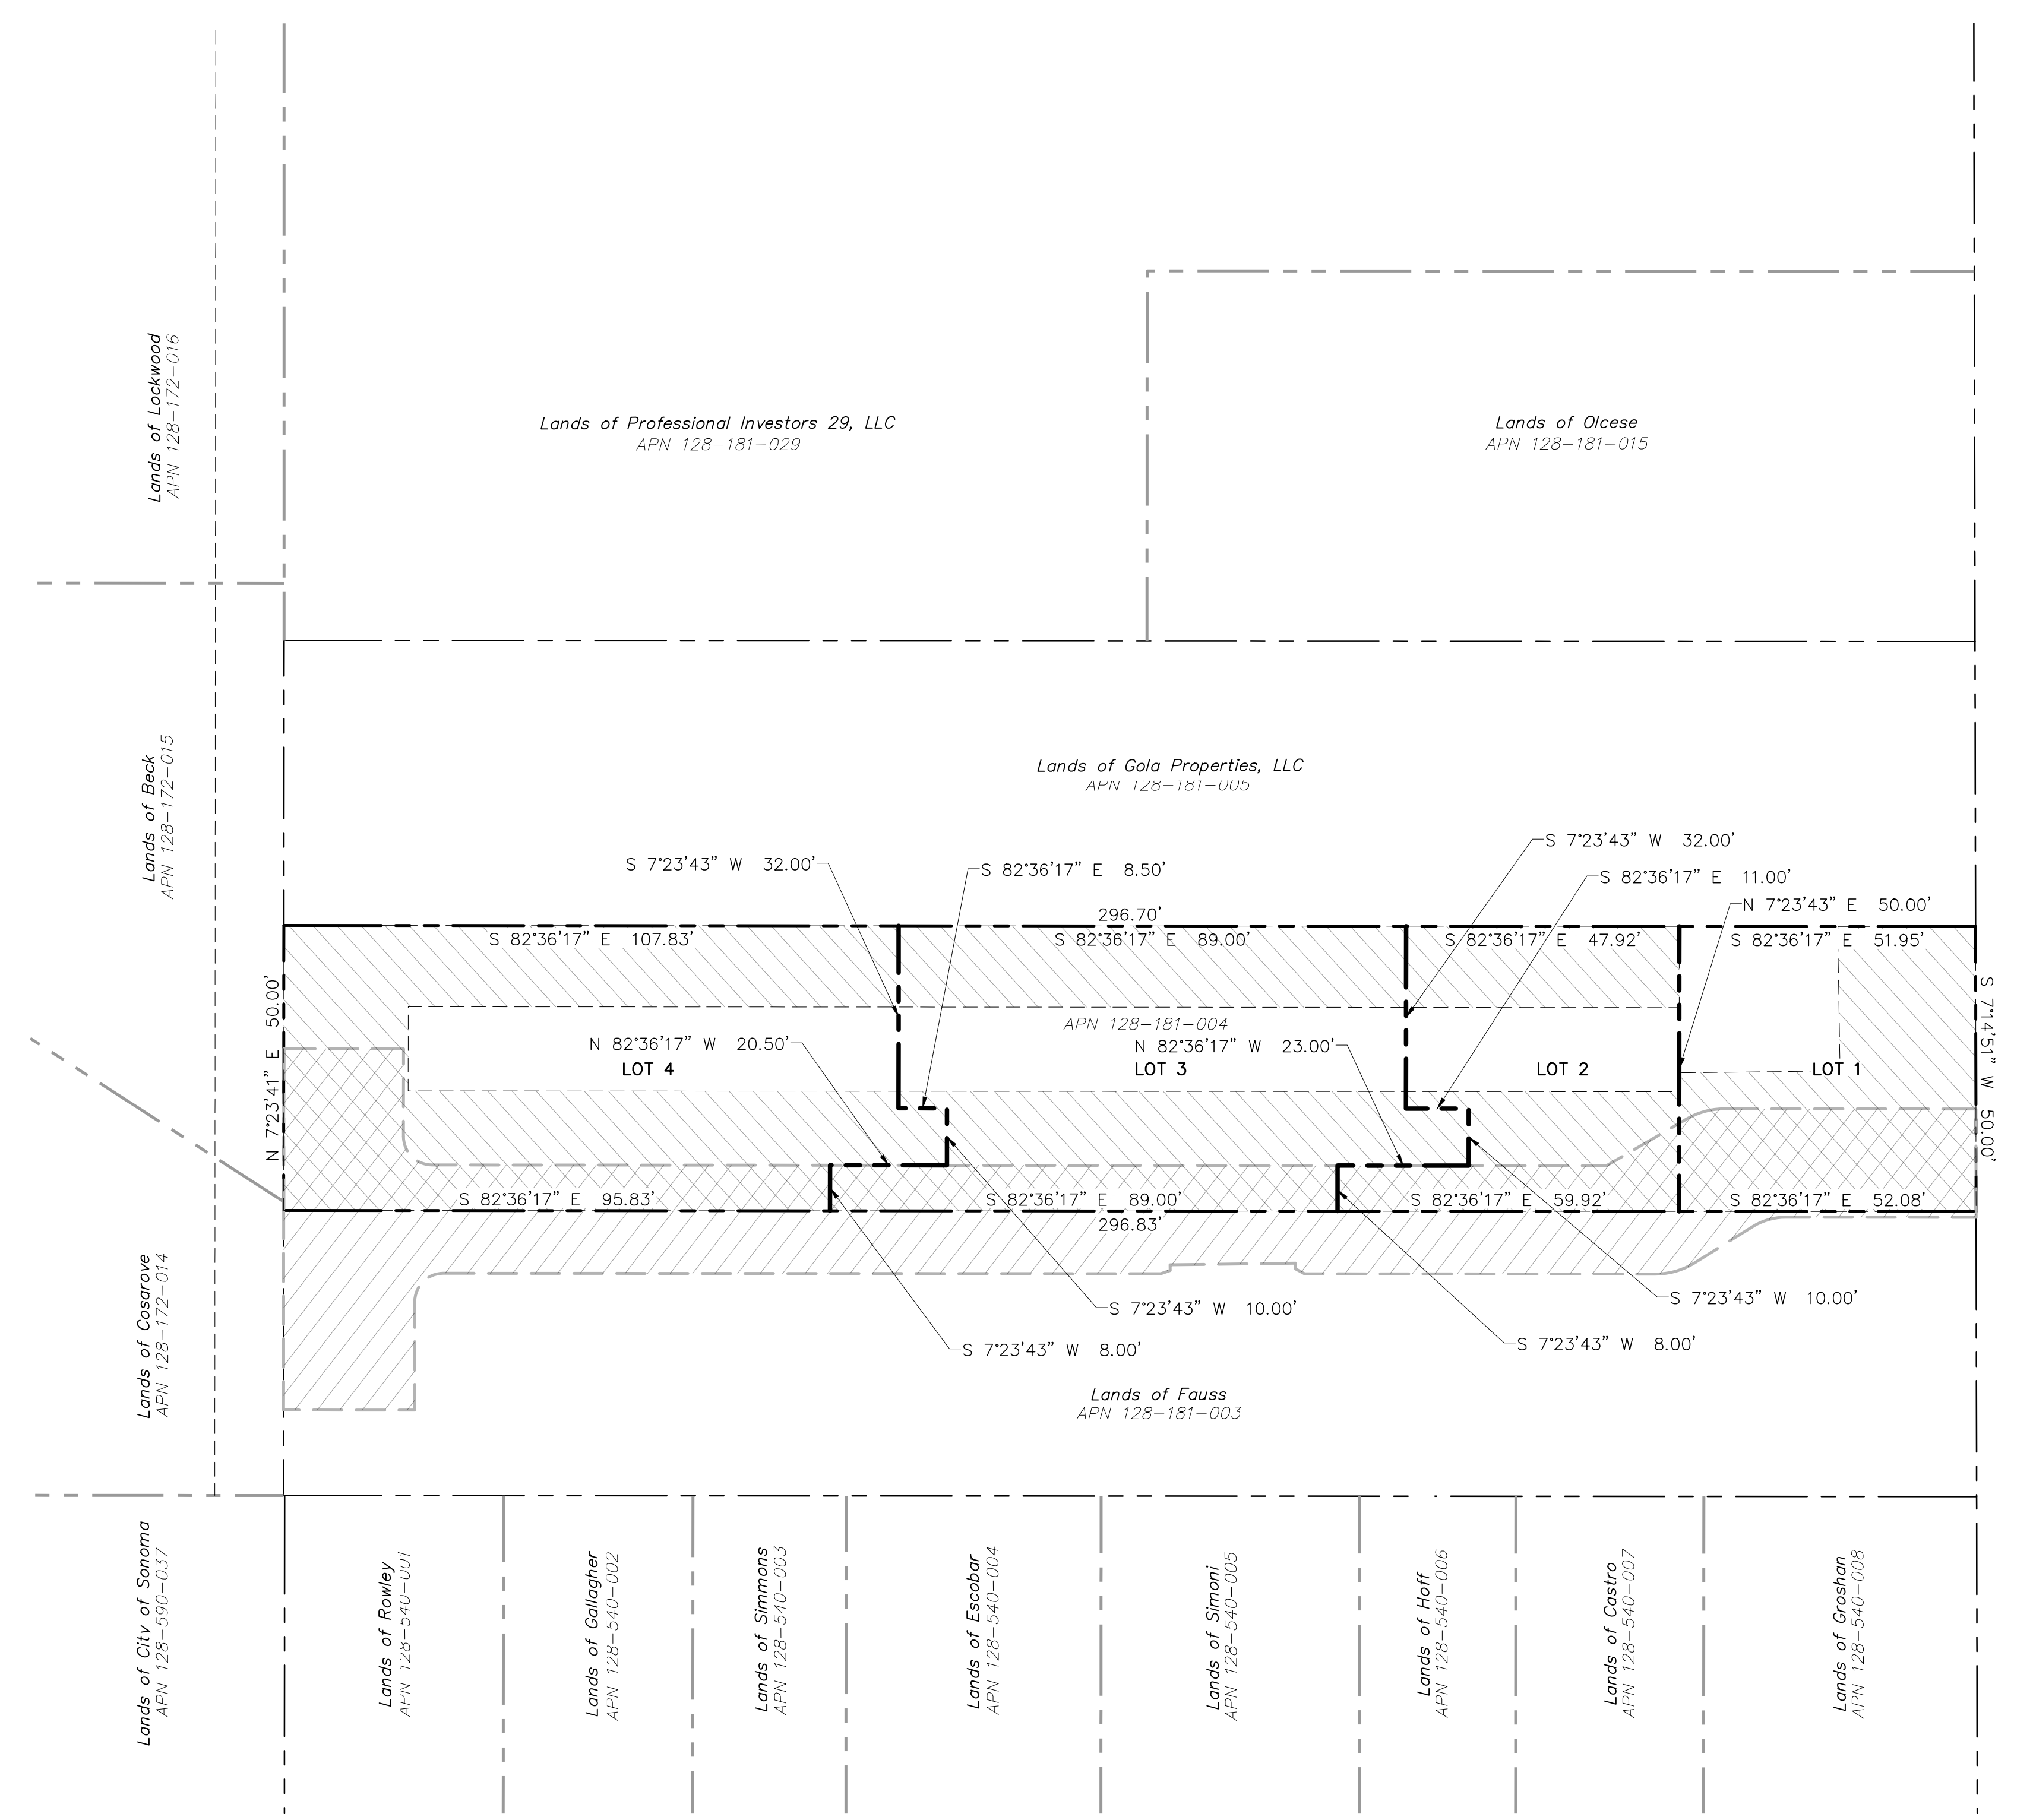 Lands of Lockwood
APN 128-172-016
Lands of Professional Investors 29, LLC
APN 128-181-029
Lands of Olcese
APN 128-181-015
Lands of Beck
APN 128-172-015
Lands of Gola Properties, LLC
APN 128-181-005
S 7°23'43" W 32.00'
S 82°36'17" E 8.50'
S 7°23'43" W 32.00'
S 82°36'17" E 11.00'
N 7°23'43" E 50.00'
296.70'
S 82°36'17" E 107.83'
S 82°36'17" E 89.00'
S 82°36'17" E 47.92'
S 82°36'17" E 51.95'
N 7°23'41" E 50.00'
S 7°14'51" W 50.00'
APN 128-181-004
N 82°36'17" W 20.50'
N 82°36'17" W 23.00'
LOT 4
LOT 3
LOT 2
LOT 1
S 82°36'17" E 95.83'
S 82°36'17" E 89.00'
S 82°36'17" E 59.92'
S 82°36'17" E 52.08'
296.83'
S 7°23'43" W 10.00'
S 7°23'43" W 10.00'
S 7°23'43" W 8.00'
S 7°23'43" W 8.00'
Lands of Cosarove
APN 128-172-014
Lands of Fauss
APN 128-181-003
Lands of City of Sonoma
APN 128-590-037
Lands of Rowley
APN 128-540-001
Lands of Gallagher
APN 128-540-002
Lands of Simmons
APN 128-540-003
Lands of Escobar
APN 128-540-004
Lands of Simoni
APN 128-540-005
Lands of Hoff
APN 128-540-006
Lands of Castro
APN 128-540-007
Lands of Groshan
APN 128-540-008